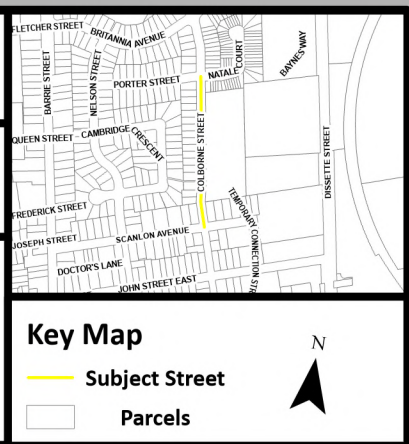 FLETCHER STREET
BRITANNIA AVENUE
BARRIE STREET
NELSON STREET
PORTER STREET
NATALE
COURT
BAYNES WAY
QUEEN STREET
CAMBRIDGE
CRESCENT
COLBORNE STREET
DISSETTE STREET
FREDERICK STREET
JOSEPH STREET
SCANLON AVENUE
TEMPORARY CONNECTION STR
DOCTOR'S LANE
JOHN STREET EAST
Key Map
N
Subject Street
Parcels